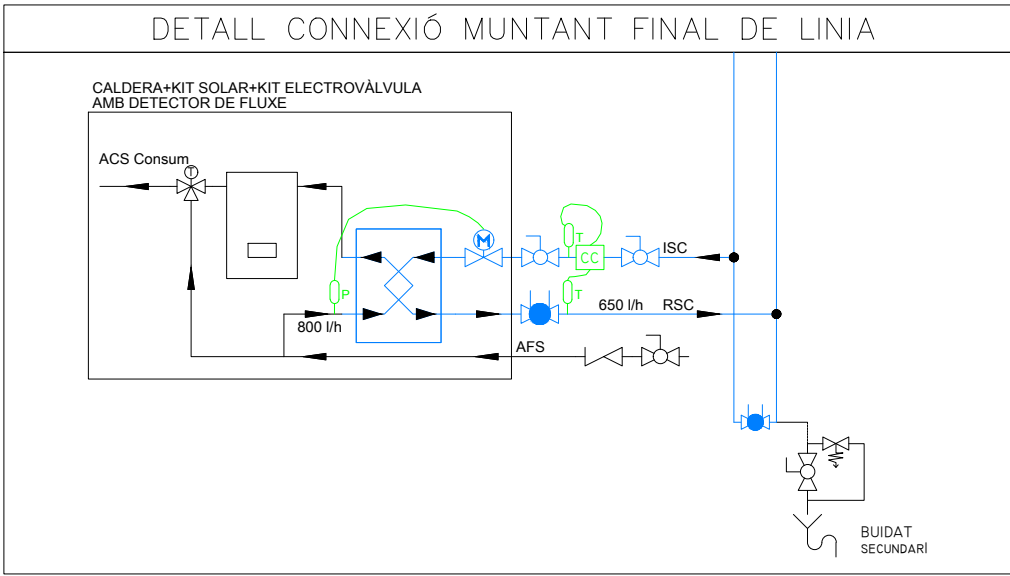 DETALL CONNEXIÓ MUNTANT FINAL DE LINIA
CALDERA+KIT SOLAR+KIT ELECTROVÀLVULA
AMB DETECTOR DE FLUXE
ACS Consum
T
M
T
CC
ISC
P
T
800 l/h
650 l/h
RSC
AFS
BUIDAT
SECUNDARI